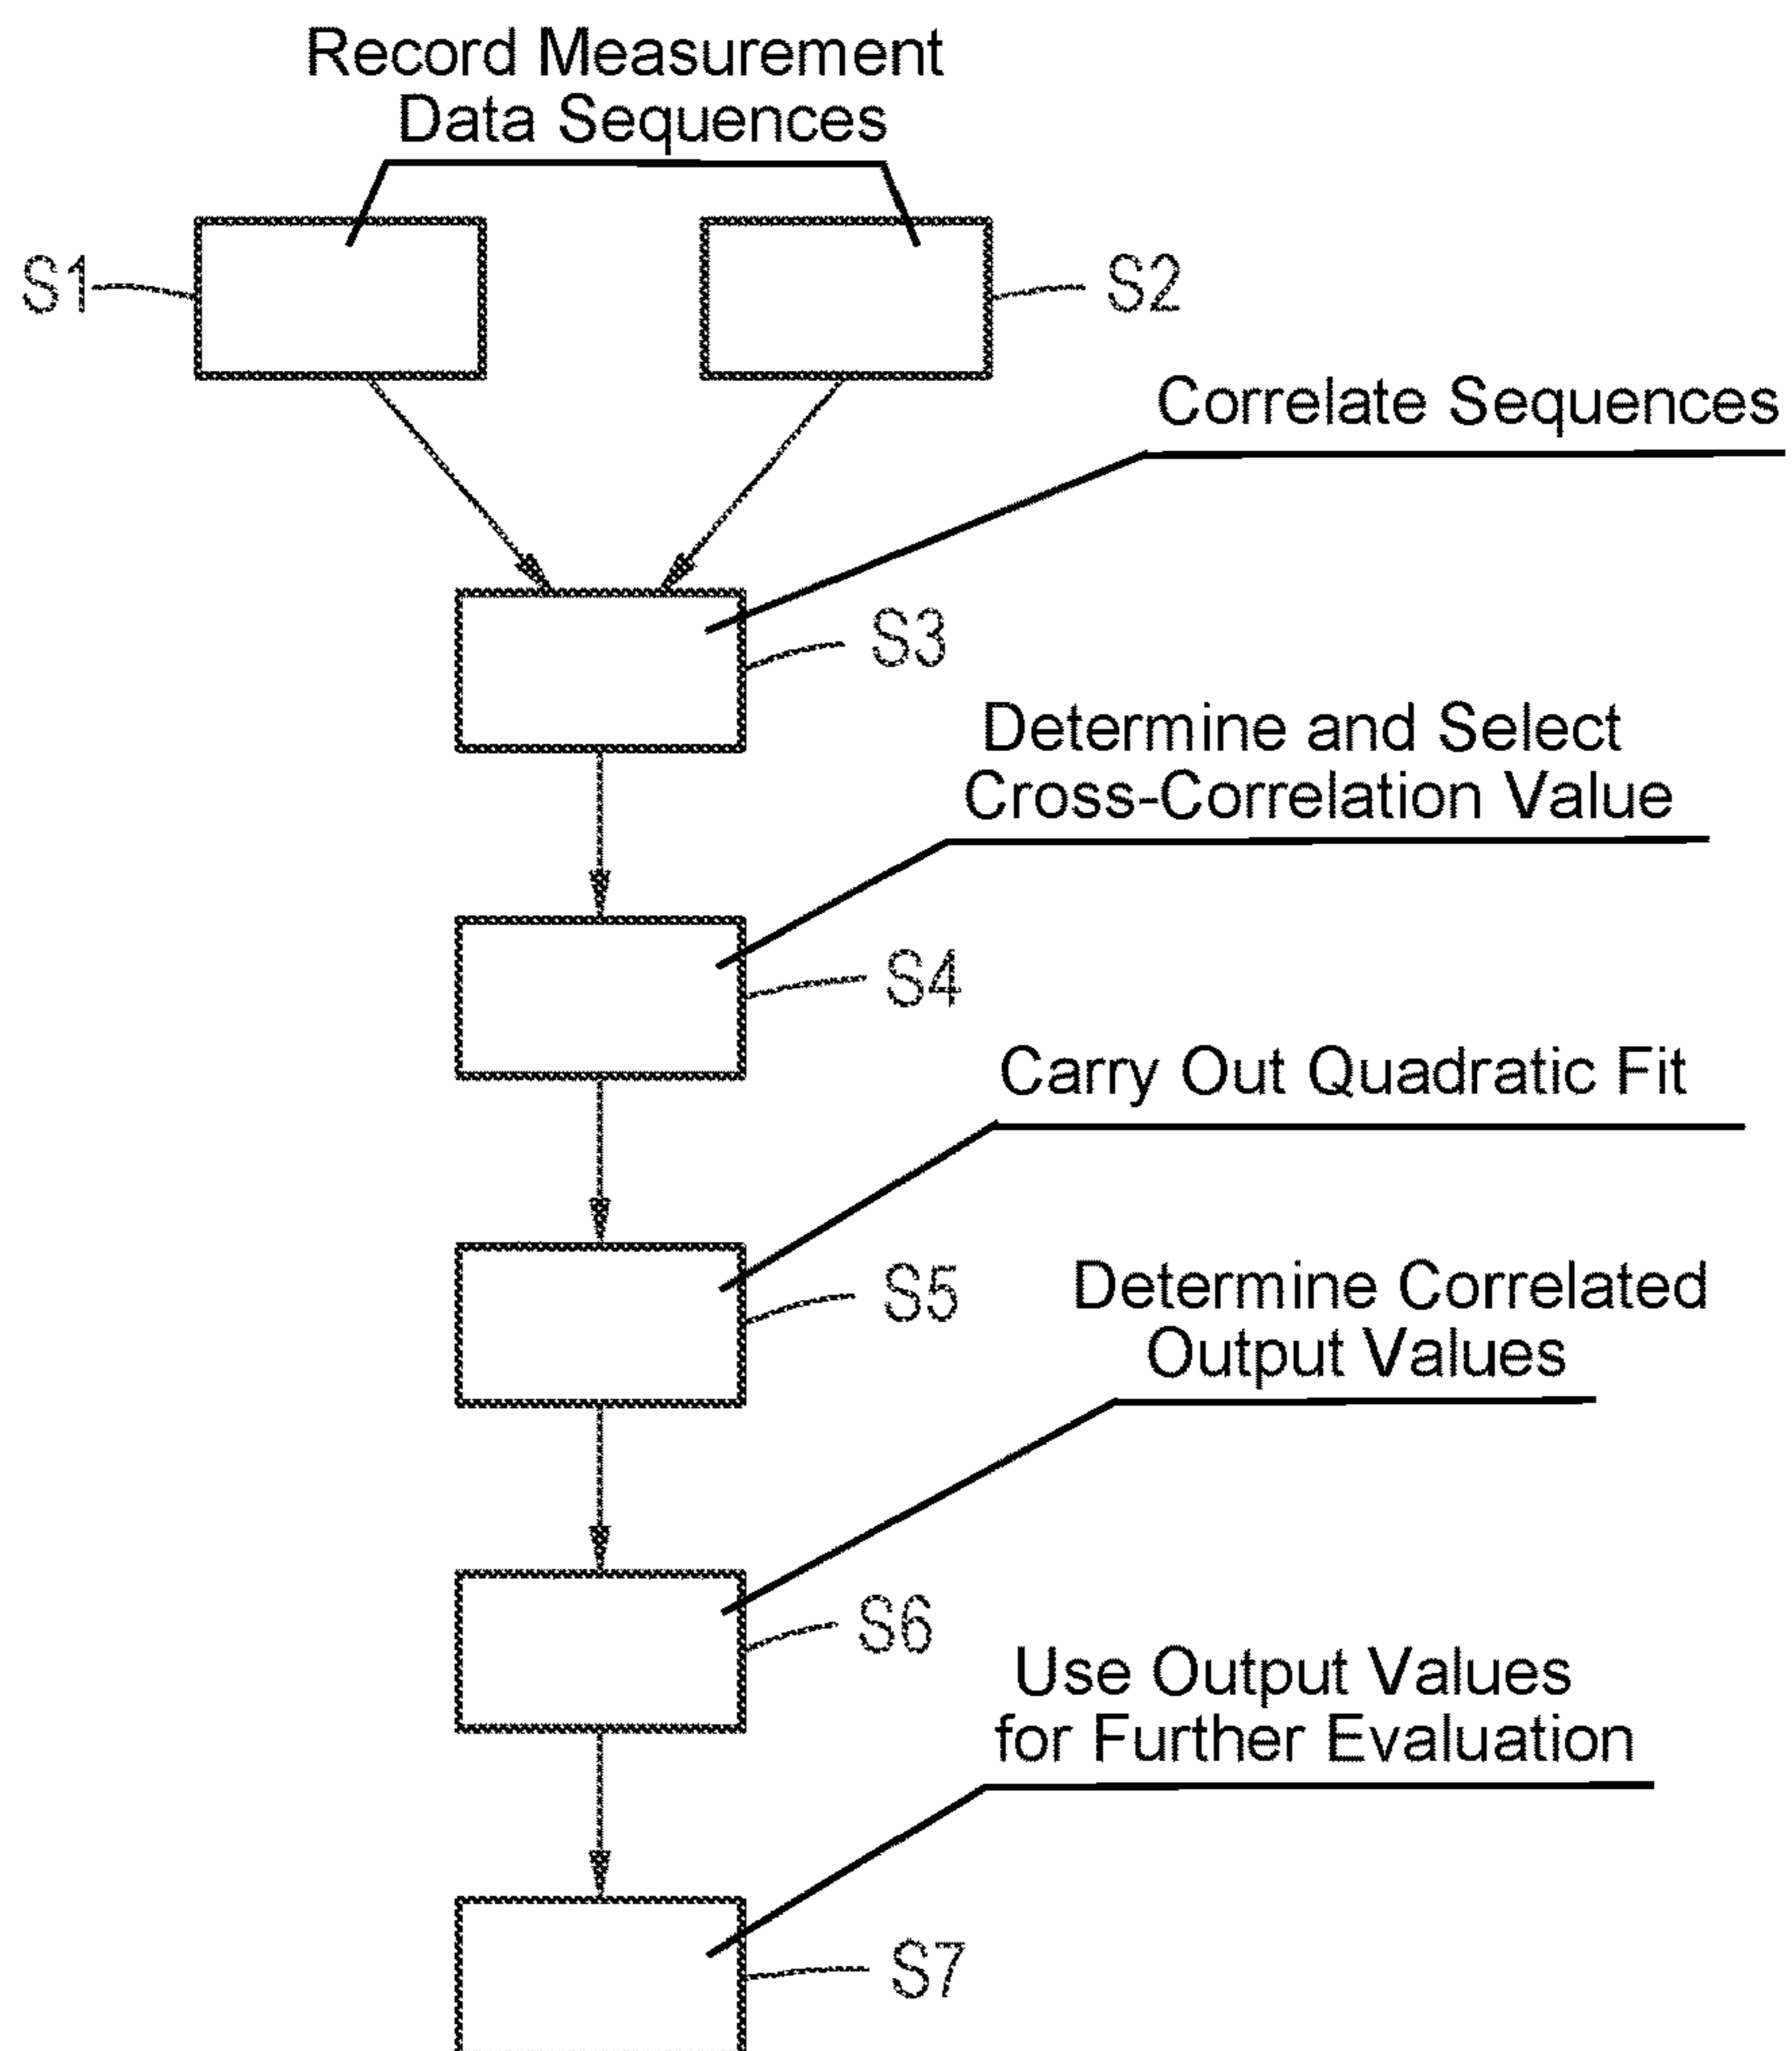 Record Measurement
Data Sequences
S1
S2
Correlate Sequences
S3
Determine and Select
Cross-Correlation Value
S4
Carry Out Quadratic Fit
S5
Determine Correlated
Output Values
S6
Use Output Values
for Further Evaluation
S7